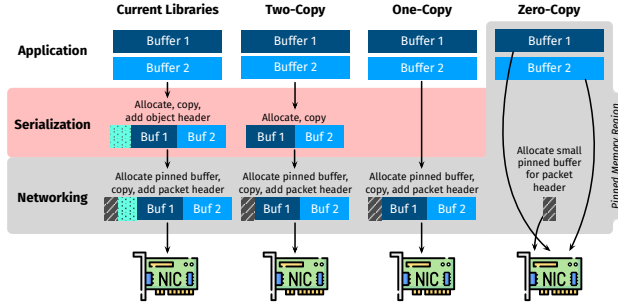 Current Libraries
Two-Copy
One-Copy
Zero-Copy
Application
Buffer 1
Buffer 1
Buffer 1
Buffer 1
Buffer 2
Buffer 2
Buffer 2
Buffer 2
Serialization
Allocate, copy,
add object header
Allocate, copy
Buf 1
Buf 2
Buf 1
Buf 2
Networking
Allocate pinned buffer,
copy, add packet header
Allocate pinned buffer,
copy, add packet header
Allocate pinned buffer,
copy, add packet header
Allocate small
pinned buffer
for packet
header
Pinned Memory Region
Buf 1
Buf 2
Buf 1
Buf 2
Buf 1
Buf 2
NIC
NIC
NIC
NIC